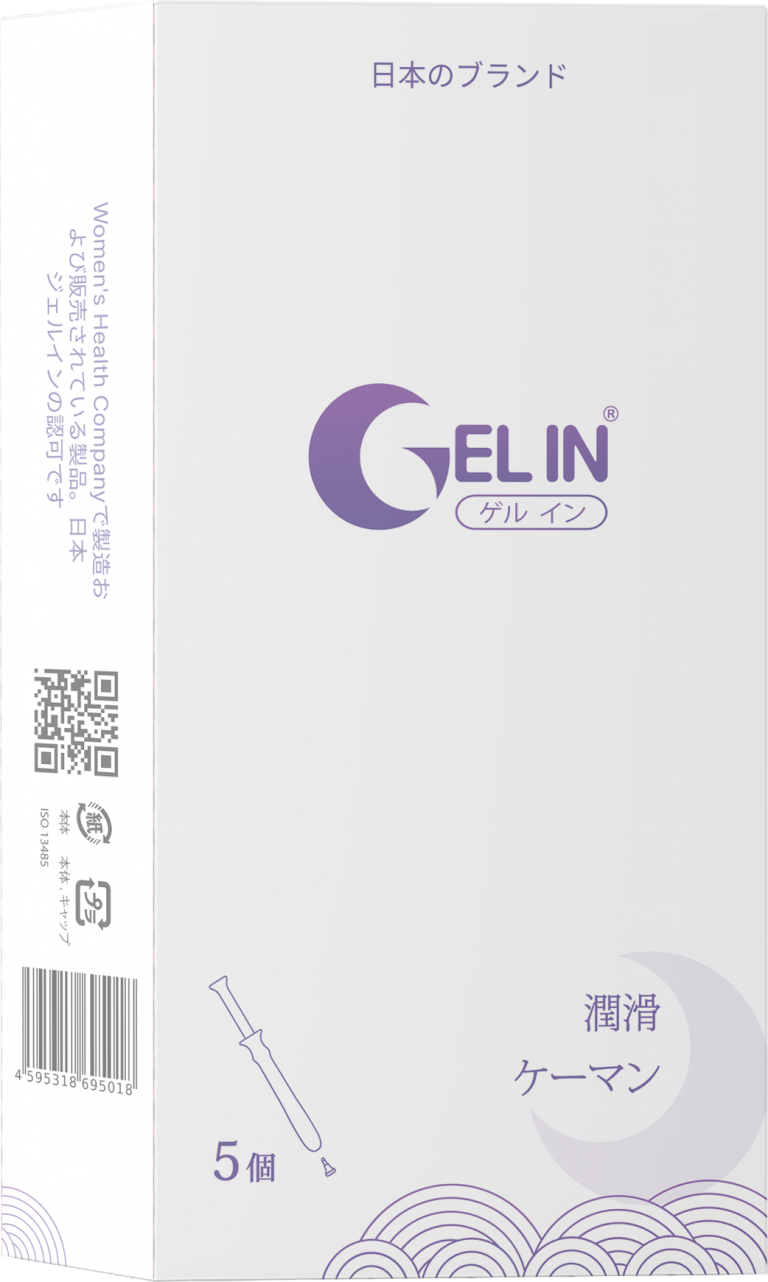 日本のブランド
GEL IN®
ゲル イン
潤滑
ケーマン
5個
Women's Health Companyで製造お
よび販売されている製品。日本
ジェルインの認可です
紙
プラ
本体
本体 . キャップ
ISO 13485
4 595318 695018